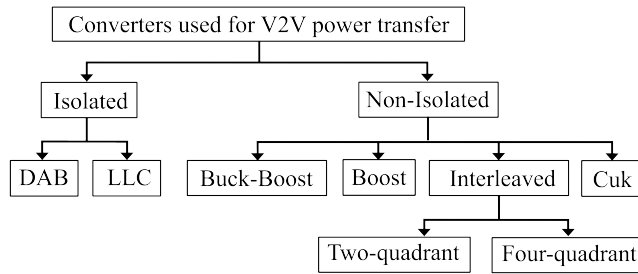 Converters used for V2V power transfer
Isolated
Non-Isolated
DAB
LLC
Buck-Boost
Boost
Interleaved
Cuk
Two-quadrant
Four-quadrant